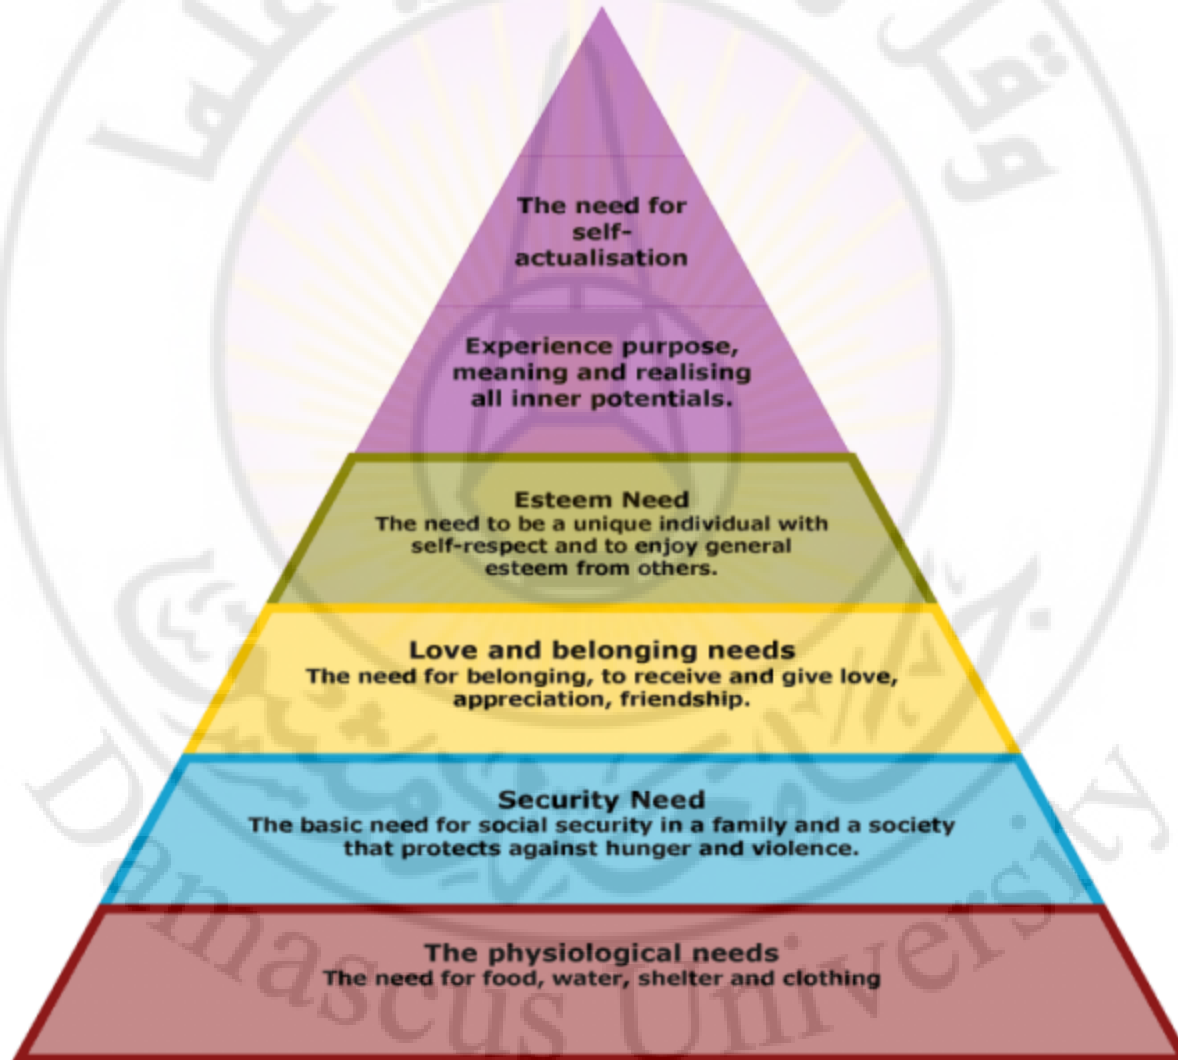 وقل
علما
The need for
self-
actualisation
Experience purpose,
meaning and realising
all inner potentials.
Esteem Need
The need to be a unique individual with
self-respect and to enjoy general
esteem from others.
Love and belonging needs
The need for belonging, to receive and give love,
appreciation, friendship.
Security Need
The basic need for social security in a family and a society
that protects against hunger and violence.
The physiological needs
The need for food, water, shelter and clothing
Damascus University